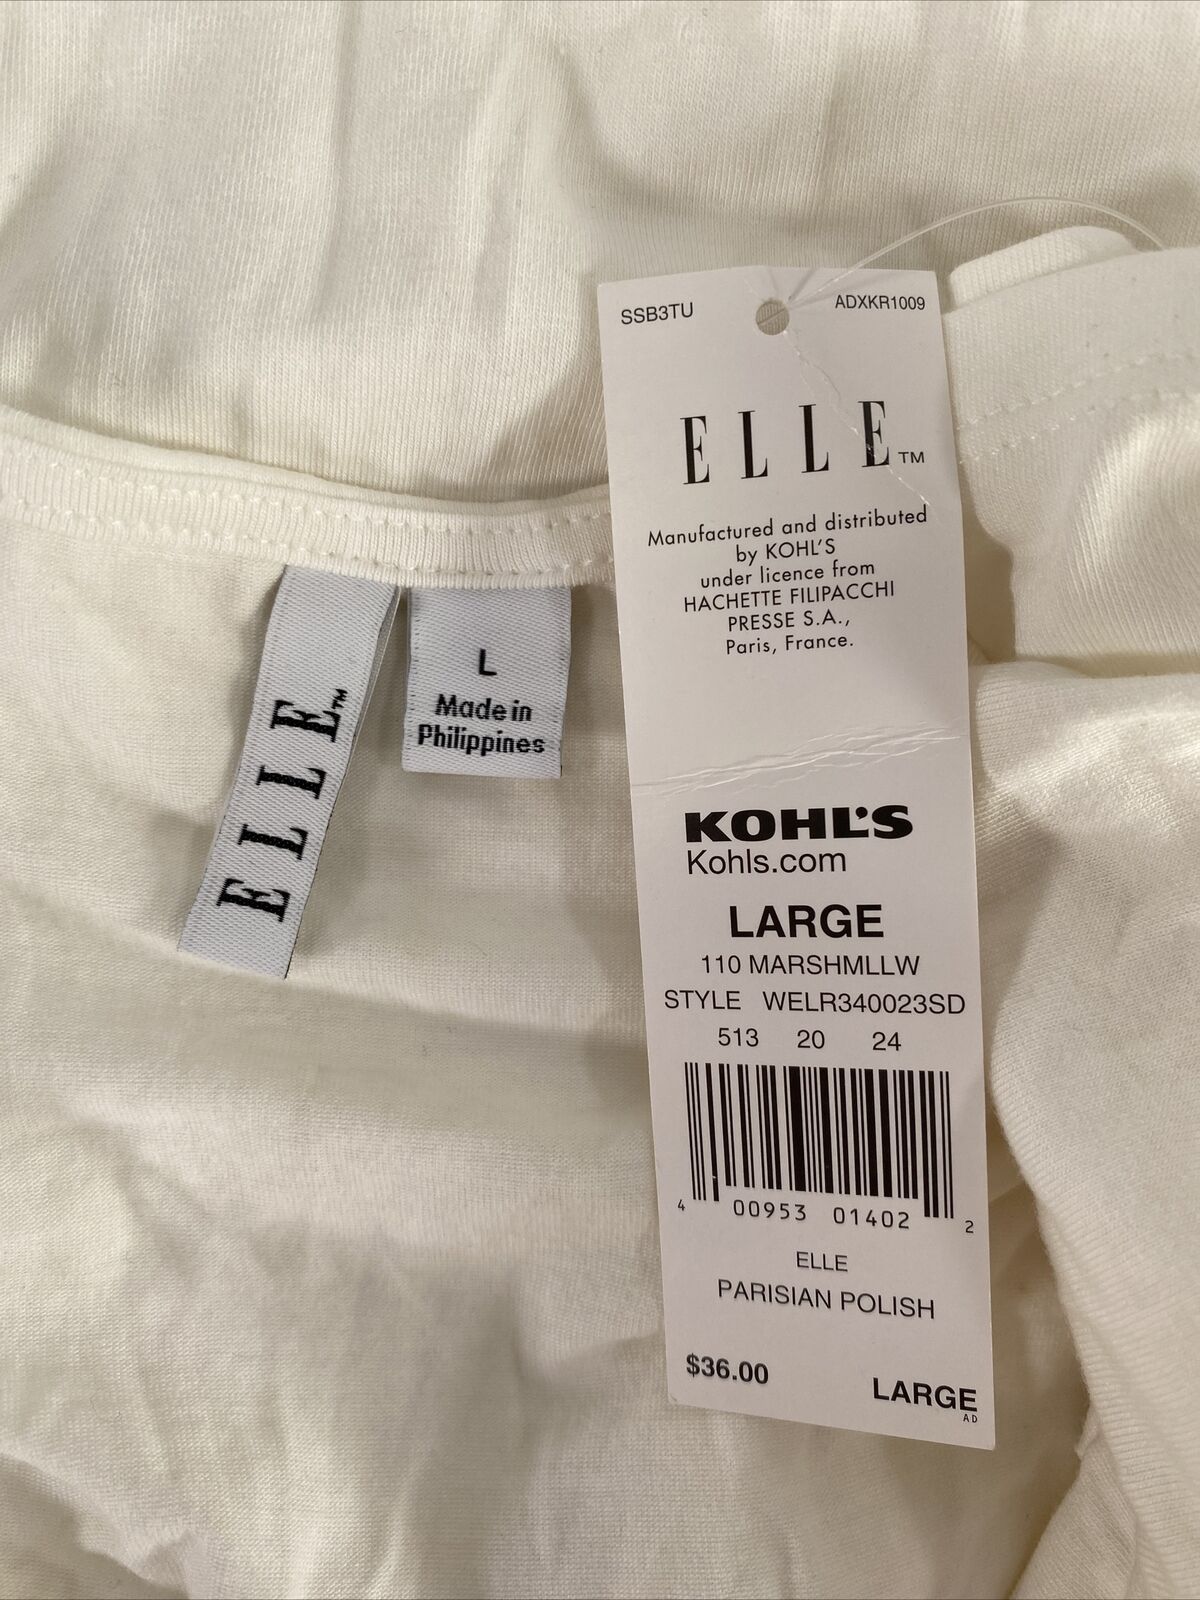 SSB3TU ADXKR1009
ELLE™
Manufactured and distributed
by KOHL'S
under licence from
HACHETTE FILIPACCHI
PRESSE S.A.,
Paris, France.
ELLE™
L
Made in
Philippines
KOHL'S
Kohls.com
LARGE
110 MARSHMLLW
STYLE WELR340023SD
513 20 24
4 00953 01402 2
ELLE
PARISIAN POLISH
$36.00
LARGE
AD